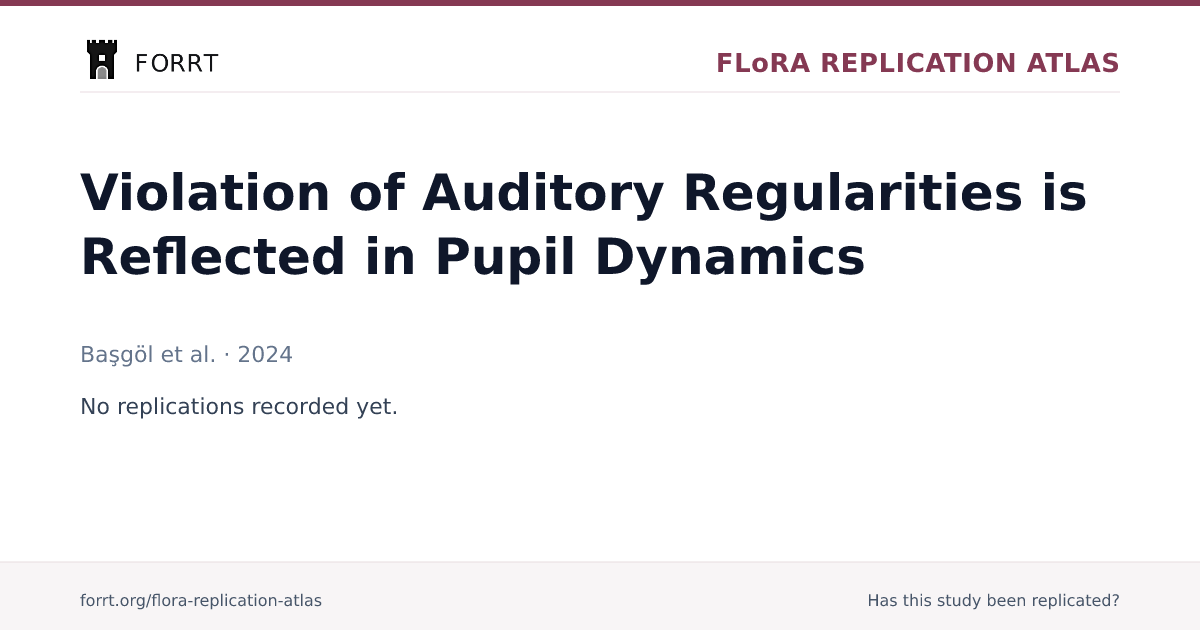 FORRT
FLoRA REPLICATION ATLAS
Violation of Auditory Regularities is
Reflected in Pupil Dynamics
Başgöl et al. · 2024
No replications recorded yet.
forrt.org/flora-replication-atlas
Has this study been replicated?